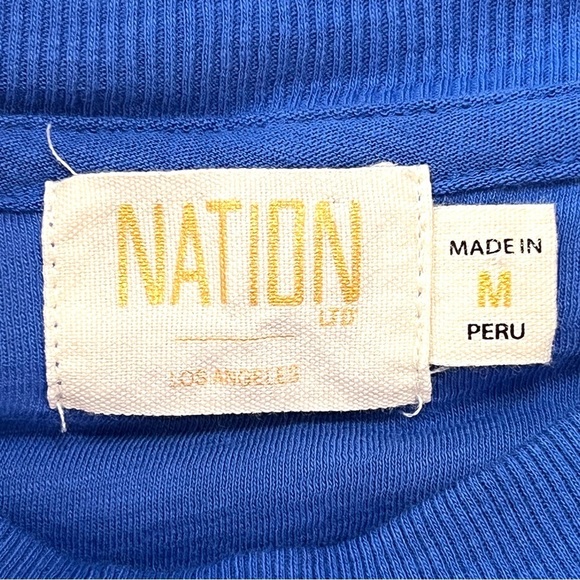 NATION
LTD
LOS ANGELES
MADE IN
M
PERU